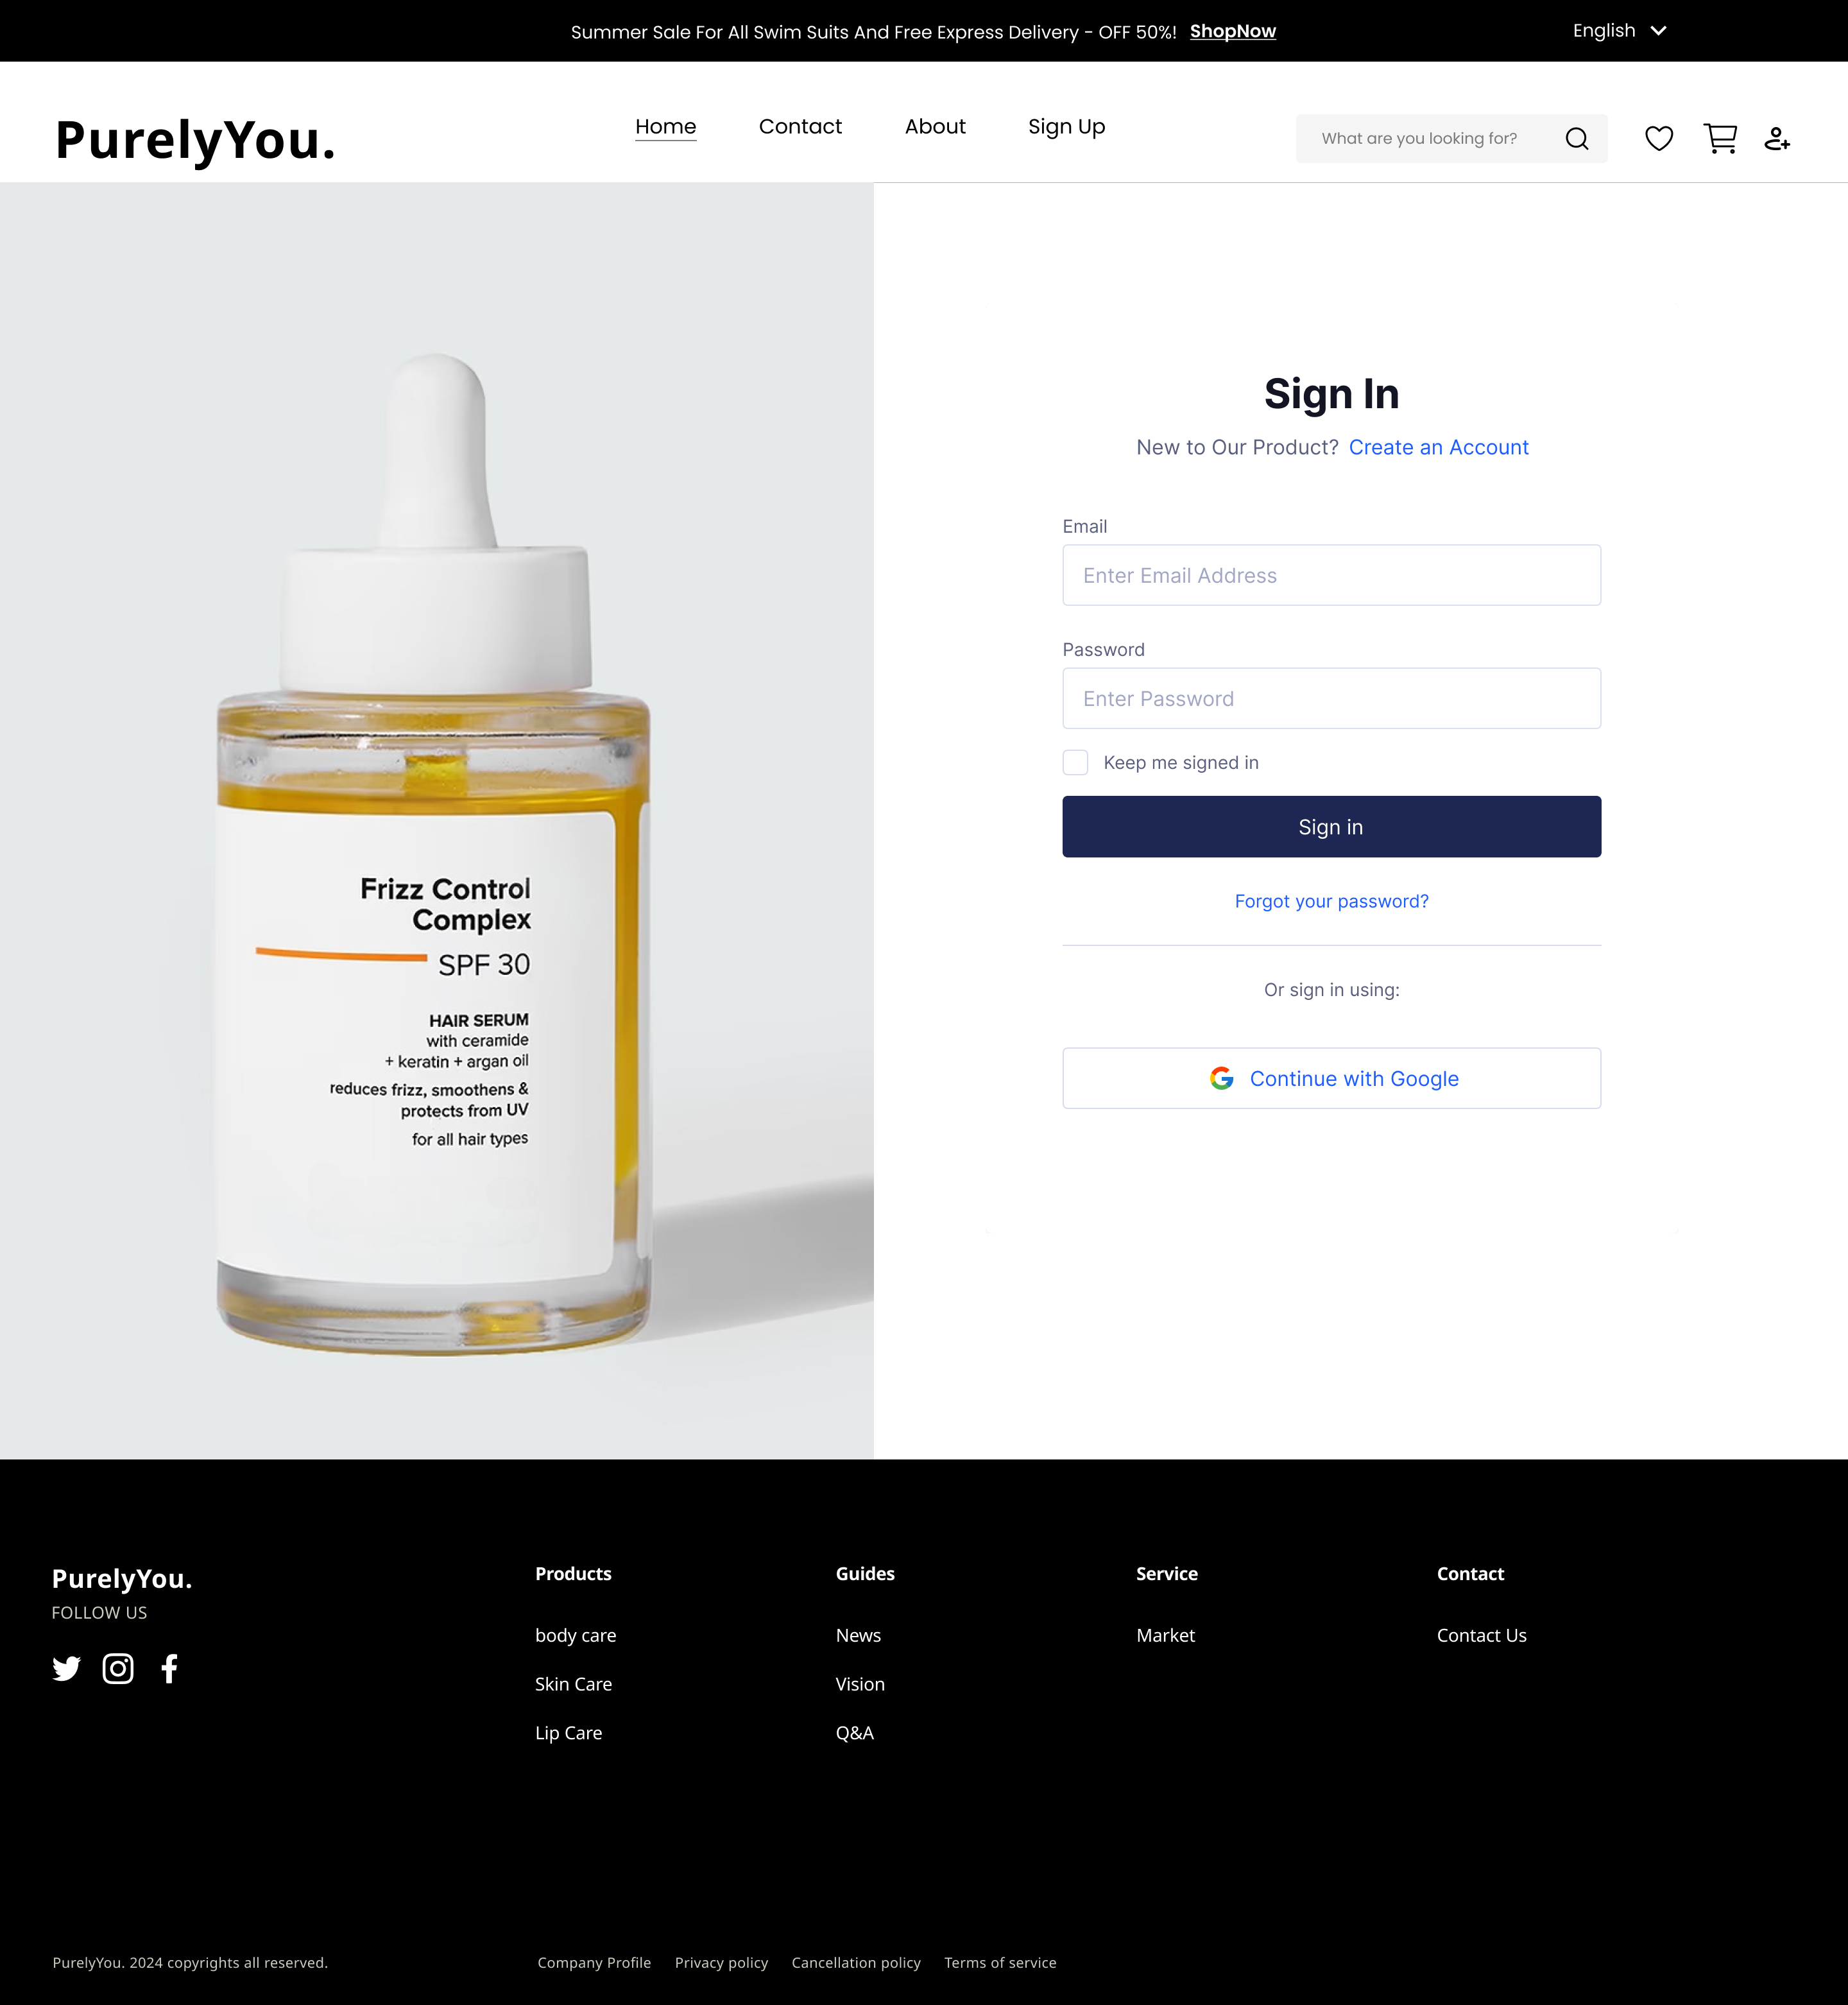 Summer Sale For All Swim Suits And Free Express Delivery - OFF 50%! ShopNow
English
PurelyYou.
Home
Contact
About
Sign Up
What are you looking for?
Frizz Control
Complex
SPF 30
HAIR SERUM
with ceramide
+ keratin + argan oil
reduces frizz, smoothens &
protects from UV
for all hair types
Sign In
New to Our Product? Create an Account
Email
Enter Email Address
Password
Enter Password
Keep me signed in
Sign in
Forgot your password?
Or sign in using:
Continue with Google
PurelyYou.
FOLLOW US
Products
body care
Skin Care
Lip Care
Guides
News
Vision
Q&A
Service
Market
Contact
Contact Us
PurelyYou. 2024 copyrights all reserved.
Company Profile
Privacy policy
Cancellation policy
Terms of service